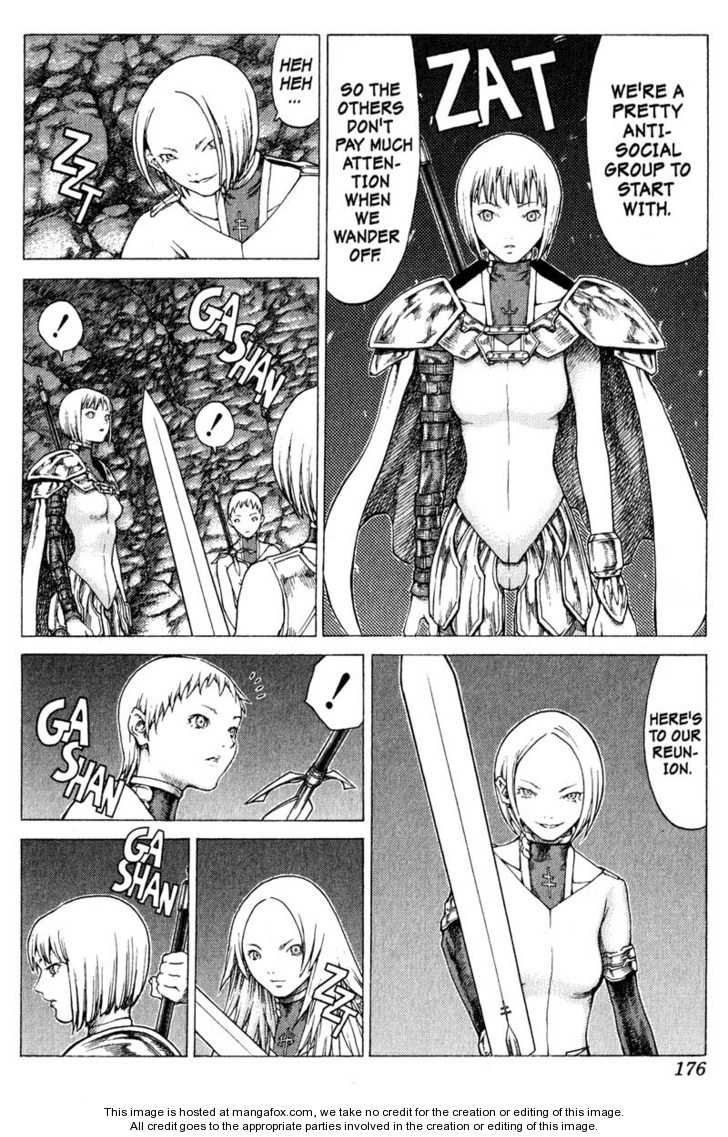 WE'RE A
PRETTY
ANTI-
SOCIAL
GROUP TO
START
WITH.
ZAT
SO THE
OTHERS
DON'T
PAY MUCH
ATTEN-
TION
WHEN
WE
WANDER
OFF.
HEH
HEH
...
ZZT
GA
SHAN
!
!
HERE'S
TO OUR
REUN-
ION.
!
GA
SHAN
ZZT
GA
SHAN
176
This image is hosted at mangafox.com, we take no credit for the creation or editing of this image.
All credit goes to the appropriate parties involved in the creation or editing of this image.